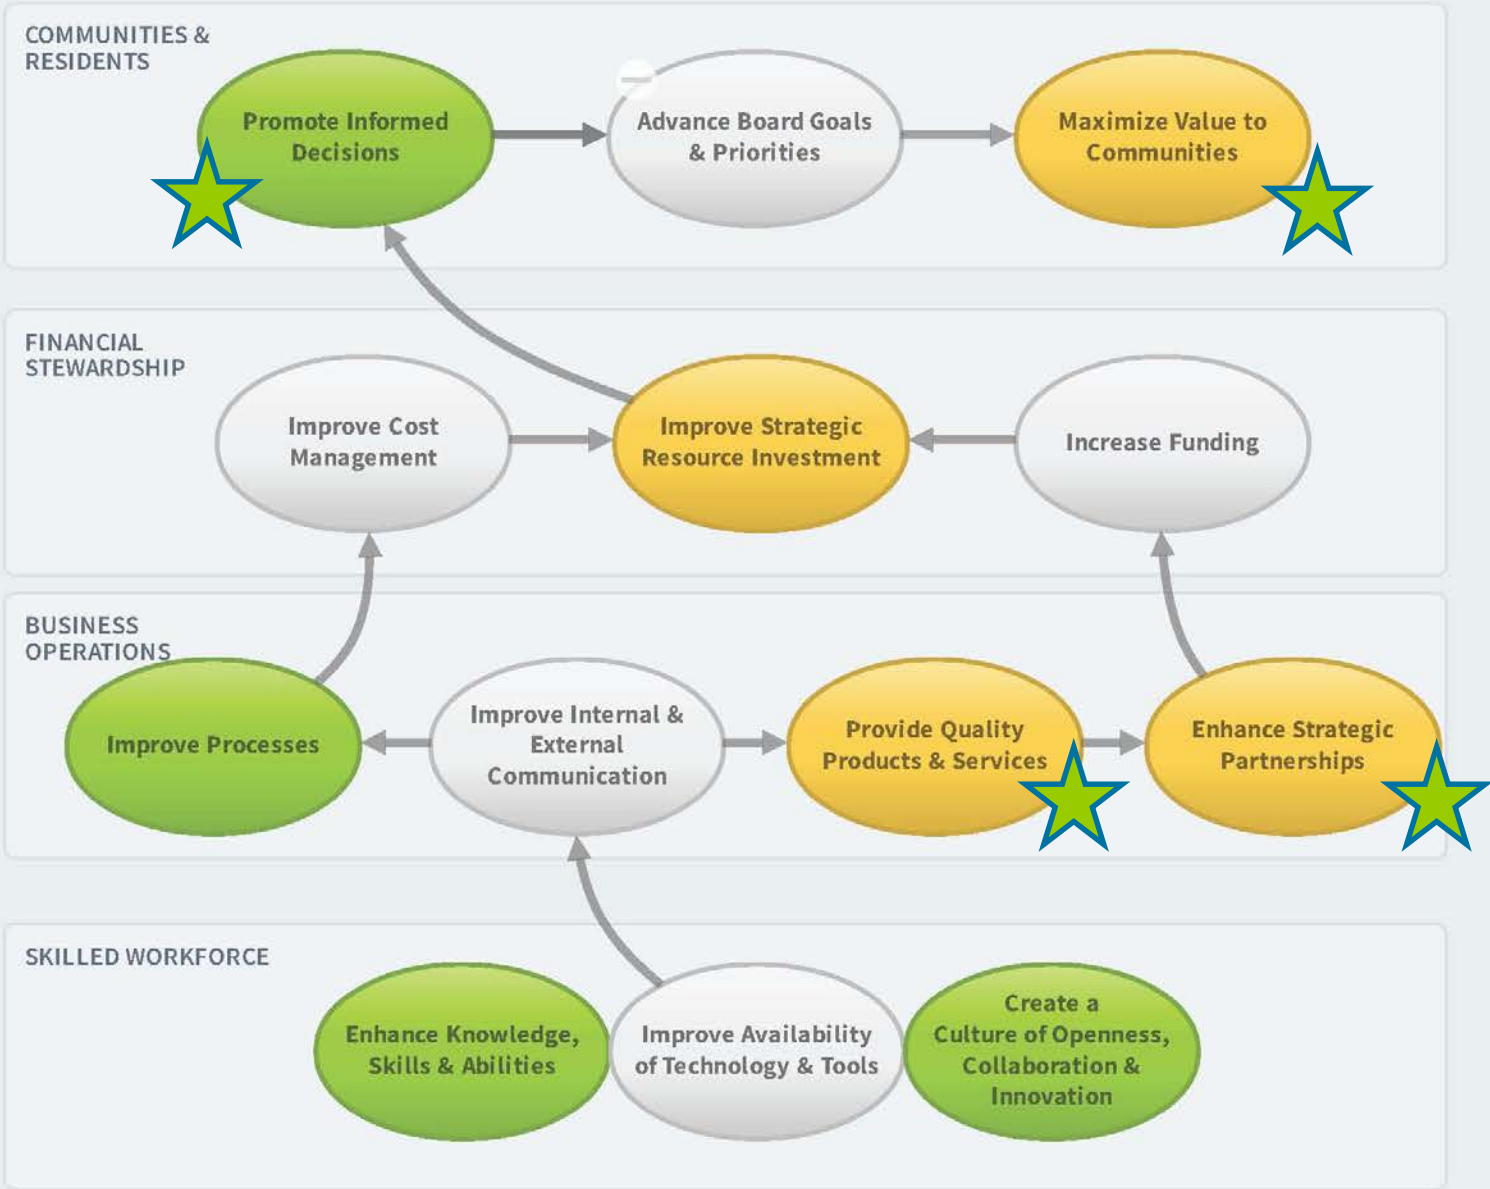 COMMUNITIES &
RESIDENTS
Promote Informed
Decisions
Advance Board Goals
& Priorities
Maximize Value to
Communities
FINANCIAL
STEWARDSHIP
Improve Cost
Management
Improve Strategic
Resource Investment
Increase Funding
BUSINESS
OPERATIONS
Improve Processes
Improve Internal &
External
Communication
Provide Quality
Products & Services
Enhance Strategic
Partnerships
SKILLED WORKFORCE
Enhance Knowledge,
Skills & Abilities
Improve Availability
of Technology & Tools
Create a
Culture of Openness,
Collaboration &
Innovation